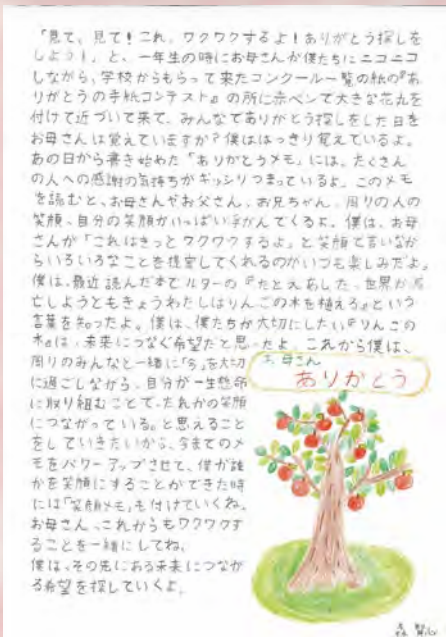 「見て、見て！これ、ワクワクするよ！ありがとう探しを
しよう！」と、一年生の時にお母さんが僕たちにニコニコ
しながら、学校からもらって来たコンクール一覧の紙の『あ
りがとうの手紙コンテスト』の所に赤ペンで大きな花丸を
付けて近づいて来て、みんなでありがとう探しをした日を
お母さんは覚えていますか？僕ははっきり覚えているよ。
あの日から書き始めた「ありがとうメモ」には、たくさん
の人への感謝の気持ちがギッシリつまっているよ。このメモ
を読むと、お母さんやお父さん、お兄ちゃん、周りの人の
笑顔、自分の笑顔がいっぱい浮かんでくるよ。僕は、お母
さんが「これはきっとワクワクするよ」と笑顔で言いなが
らいろいろなことを提案してくれるのがいつも楽しみだよ。
僕は、最近読んだ本でルターの『たとえあした、世界が滅
亡しようともきょうわたしはりんごの木を植える』という
言葉を知ったよ。僕は、僕たちが大切にしたい『りんごの
木』は、未来につなぐ希望だと思ったよ。これから僕は、
周りのみんなと一緒に「今」を大切
に過ごしながら、自分が一生懸命
に取り組むことで、だれかの笑顔
につながっている。と思えること
をしていきたいから、今までのメ
モをパワーアップさせて、僕が誰
かを笑顔にすることができた時
には「笑顔メモ」も付けていくね。
お母さん、これからもワクワクす
ることを一緒にしてね。
僕は、その先にある未来につなが
る希望を探していくよ。
お母さん
ありがとう